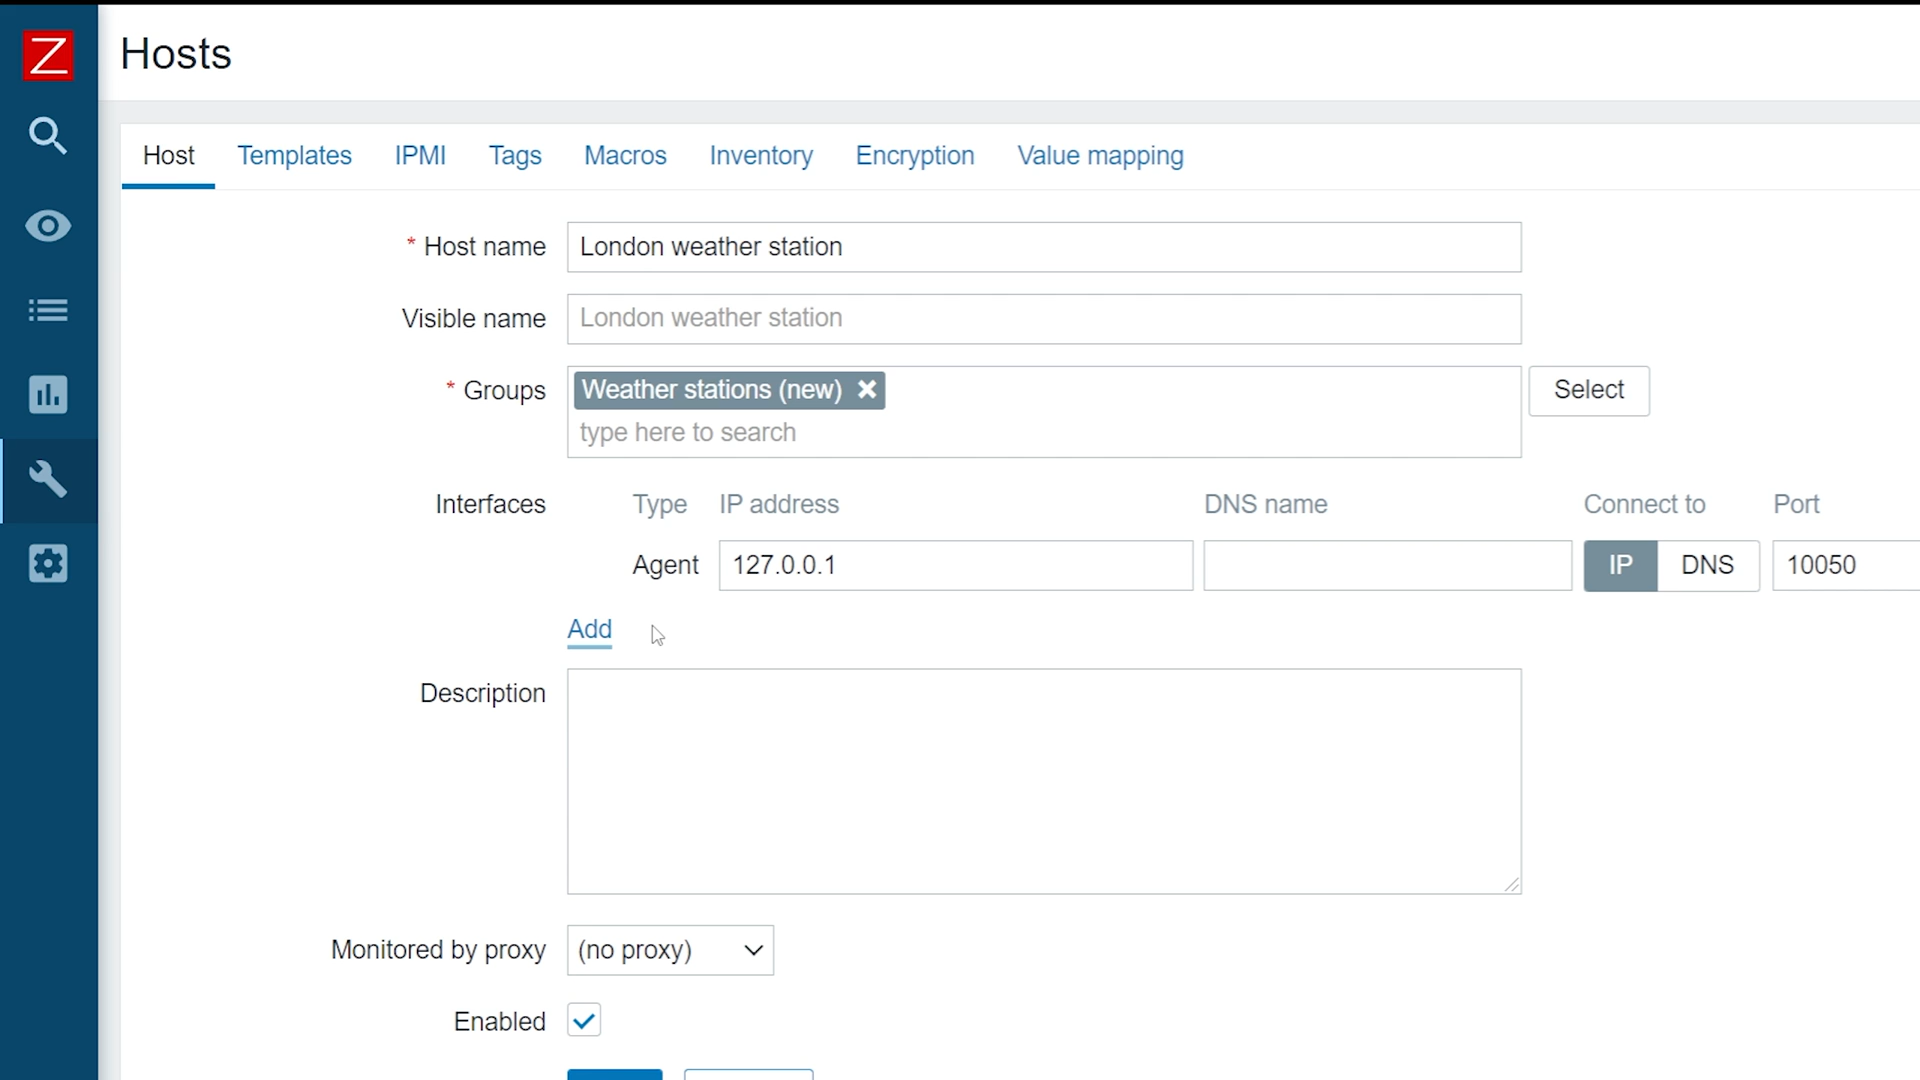 Z
Hosts
Host Templates IPMI Tags Macros Inventory Encryption Value mapping
* Host name London weather station
Visible name London weather station
* Groups Weather stations (new) Select
type here to search
Interfaces Type IP address DNS name Connect to Port
Agent 127.0.0.1 IP DNS 10050
Add
Description
Monitored by proxy (no proxy)
Enabled